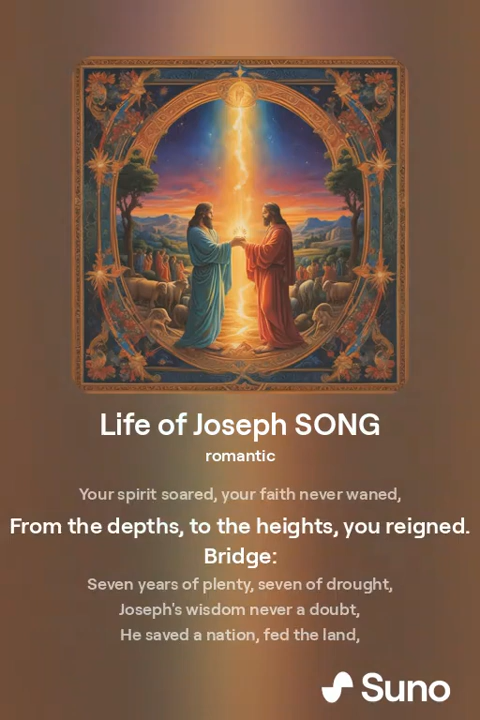 Life of Joseph SONG
romantic
Your spirit soared, your faith never waned,
From the depths, to the heights, you reigned.
Bridge:
Seven years of plenty, seven of drought,
Joseph's wisdom never a doubt,
He saved a nation, fed the land,
Suno